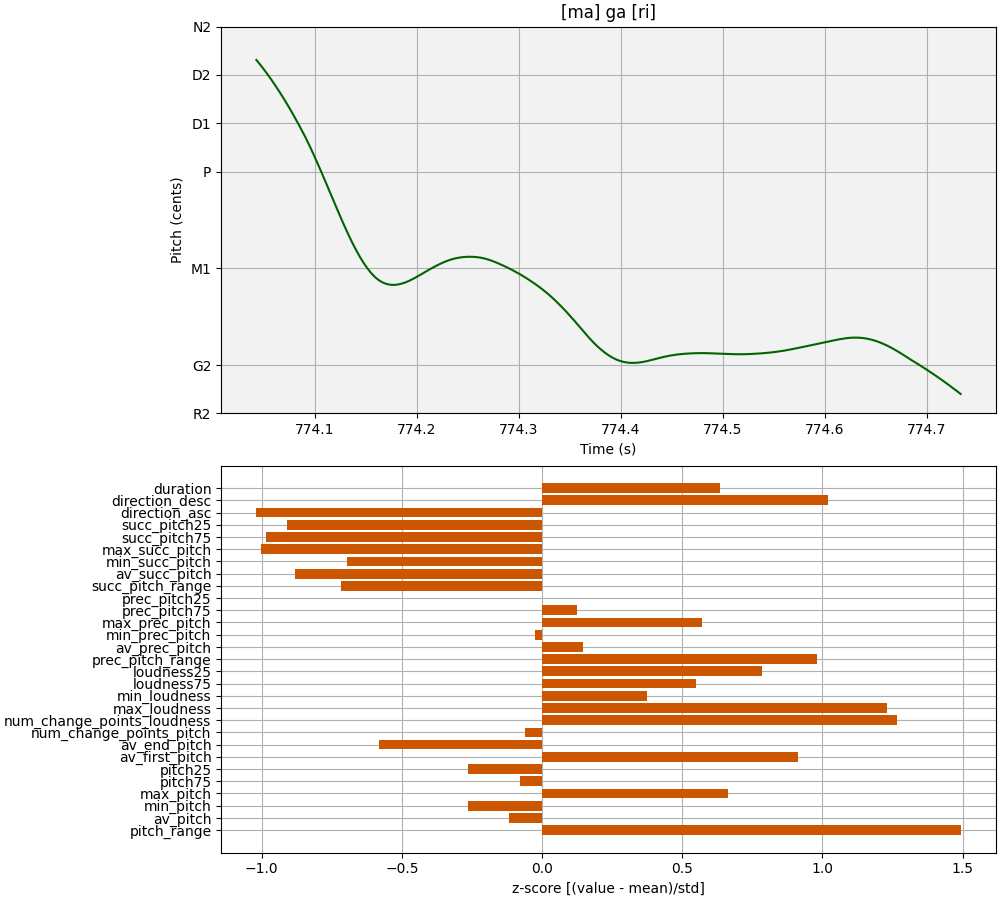 [ma] ga [ri]
N2
D2
D1
P
M1
G2
R2
Pitch (cents)
774.1 774.2 774.3 774.4 774.5 774.6 774.7
Time (s)
duration
direction_desc
direction_asc
succ_pitch25
succ_pitch75
max_succ_pitch
min_succ_pitch
av_succ_pitch
succ_pitch_range
prec_pitch25
prec_pitch75
max_prec_pitch
min_prec_pitch
av_prec_pitch
prec_pitch_range
loudness25
loudness75
min_loudness
max_loudness
num_change_points_loudness
num_change_points_pitch
av_end_pitch
av_first_pitch
pitch25
pitch75
max_pitch
min_pitch
av_pitch
pitch_range
−1.0 −0.5 0.0 0.5 1.0 1.5
z-score [(value - mean)/std]